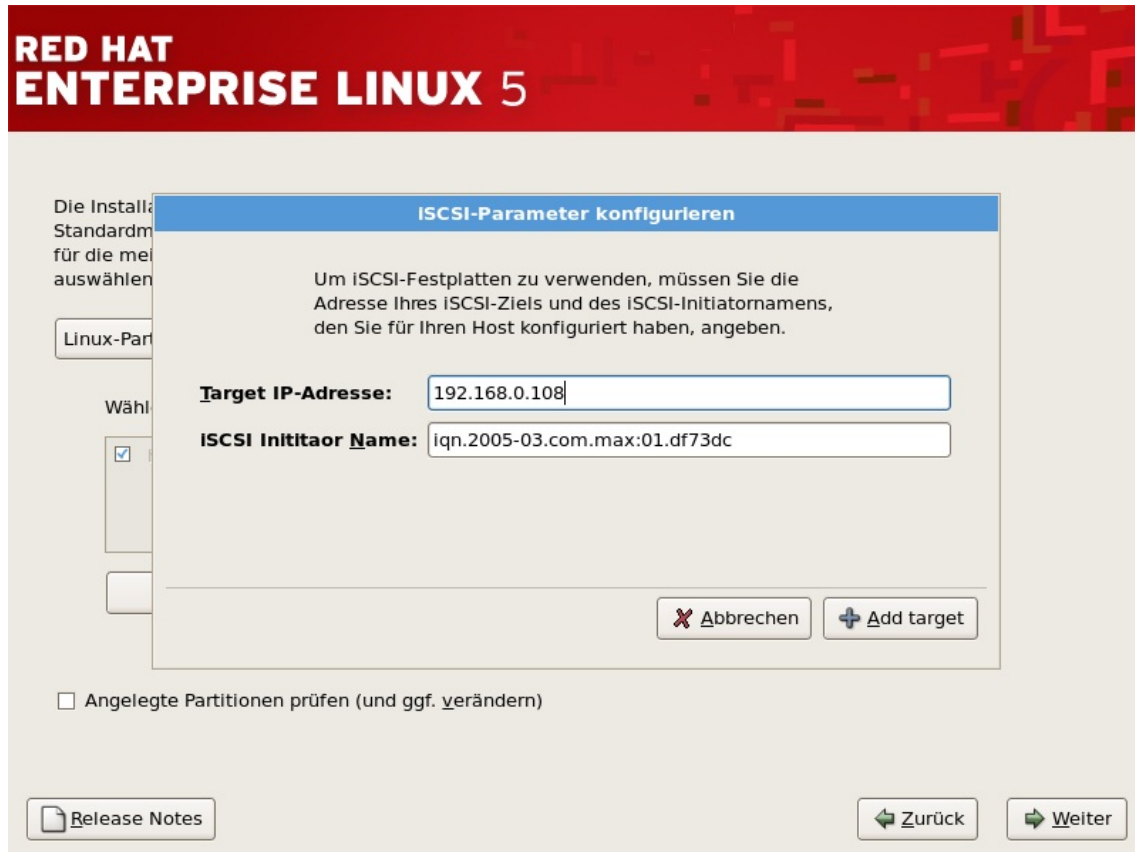 RED HAT
ENTERPRISE LINUX 5
Die Install
Standardm
für die mei
auswählen
iSCSI-Parameter konfigurieren
Um iSCSI-Festplatten zu verwenden, müssen Sie die
Adresse Ihres iSCSI-Ziels und des iSCSI-Initiatornamens,
den Sie für Ihren Host konfiguriert haben, angeben.
Linux-Part
Target IP-Adresse: 192.168.0.108
Wähl
iSCSI Inititaor Name: iqn.2005-03.com.max:01.df73dc
Abbrechen Add target
Angelegte Partitionen prüfen (und ggf. verändern)
Release Notes Zurück Weiter